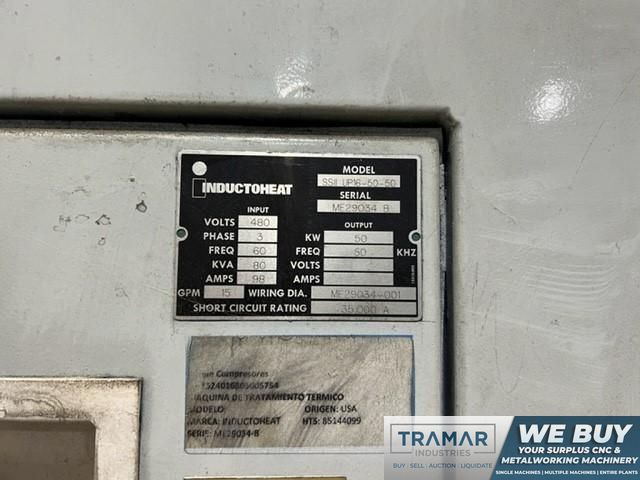 MODEL
INDUCTOHEAT SSII UP16-50-50
SERIAL
ME29034 B
INPUT OUTPUT
VOLTS 480
PHASE 3 KW 50
FREQ 60 FREQ 50 KHZ
KVA 80 VOLTS
AMPS 98 AMPS
GPM 15 WIRING DIA. ME29034-001
SHORT CIRCUIT RATING 35,000 A
Compresores
MAQUINA DE TRATAMIENTO TERMICO
MODELO ORIGEN: USA
MARCA: INDUCTOHEAT HTS: 85144099
SERIE: ME29034-B
TRAMAR
INDUSTRIES
BUY | SELL | AUCTION | LIQUIDATE
WE BUY
YOUR SURPLUS CNC &
METALWORKING MACHINERY
SINGLE MACHINES | MULTIPLE MACHINES | ENTIRE PLANTS